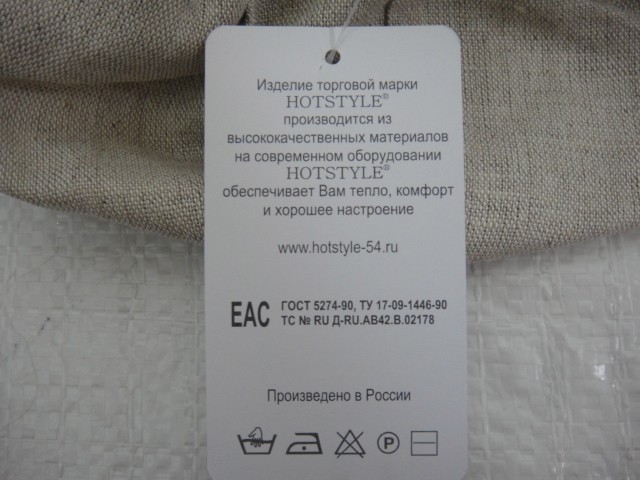 Изделие торговой марки
HOTSTYLE®
производится из
высококачественных материалов
на современном оборудовании
HOTSTYLE®
обеспечивает Вам тепло, комфорт
и хорошее настроение
www.hotstyle-54.ru
ЕАС ГОСТ 5274-90, ТУ 17-09-1446-90
ТС № RU Д-RU.АВ42.В.02178
Произведено в России
P